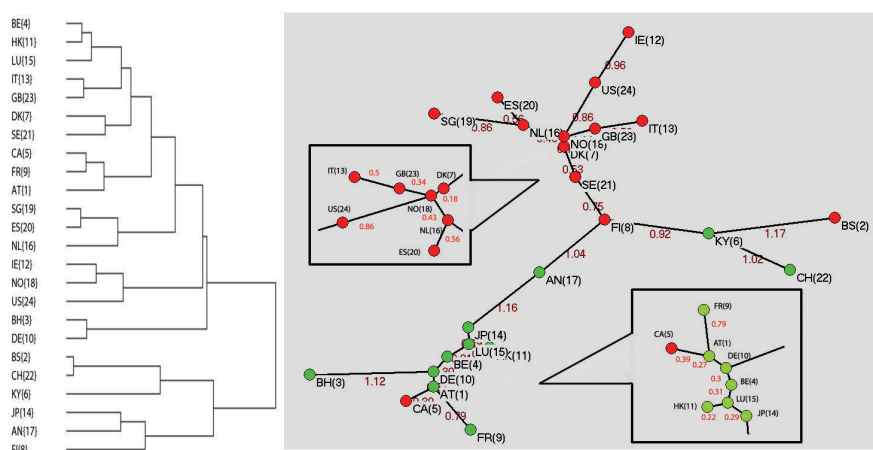 BE{4}
HK{11}
LU{15}
IT{13}
GB{23}
DK{7}
SE{21}
CA{5}
FR{9}
AT{1}
SG{19}
ES{20}
NL{16}
IE{12}
NO{18}
US{24}
BH{3}
DE{10}
BS{2}
CH{22}
KY{6}
JP{14}
AN{17}
FI{8}
IE(12)
0.96
US(24)
ES(20)
0.56
SG(19)
0.86
NL(16)
0.86
GB(23)
IT(13)
NO(18)
DK(7)
0.53
SE(21)
0.75
FI(8)
0.92
KY(6)
1.17
BS(2)
1.02
CH(22)
1.04
AN(17)
1.16
JP(14)
LU(15)
HK(11)
BE(4)
BH(3)
1.12
DE(10)
AT(1)
CA(5)
0.79
FR(9)
IT(13)
0.5
GB(23)
0.34
DK(7)
0.18
US(24)
0.86
NO(18)
0.43
NL(16)
0.56
ES(20)
FR(9)
0.79
CA(5)
0.39
AT(1)
0.27
DE(10)
0.3
BE(4)
0.31
LU(15)
HK(11)
0.22
0.29
JP(14)